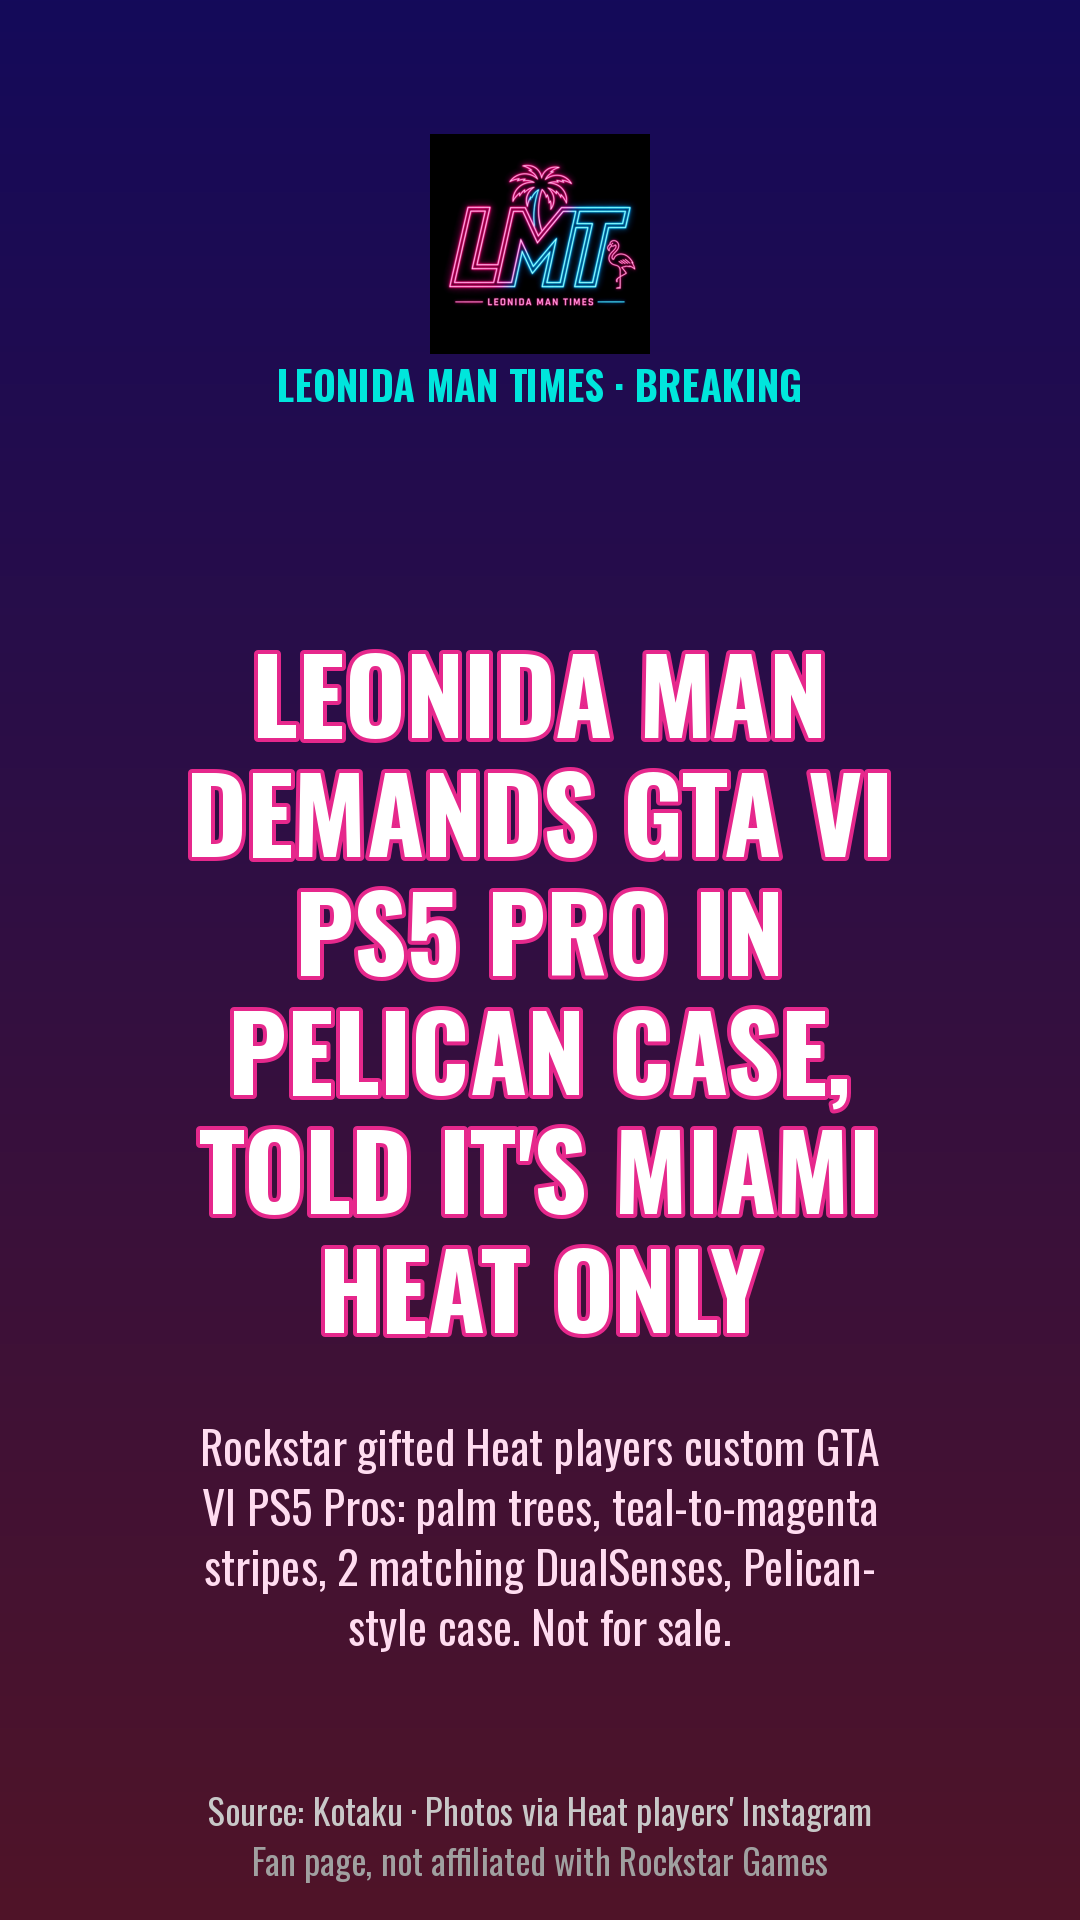 LMT
LEONIDA MAN TIMES
LEONIDA MAN TIMES · BREAKING
LEONIDA MAN
DEMANDS GTA VI
PS5 PRO IN
PELICAN CASE,
TOLD IT'S MIAMI
HEAT ONLY
Rockstar gifted Heat players custom GTA
VI PS5 Pros: palm trees, teal-to-magenta
stripes, 2 matching DualSenses, Pelican-
style case. Not for sale.
Source: Kotaku · Photos via Heat players' Instagram
Fan page, not affiliated with Rockstar Games